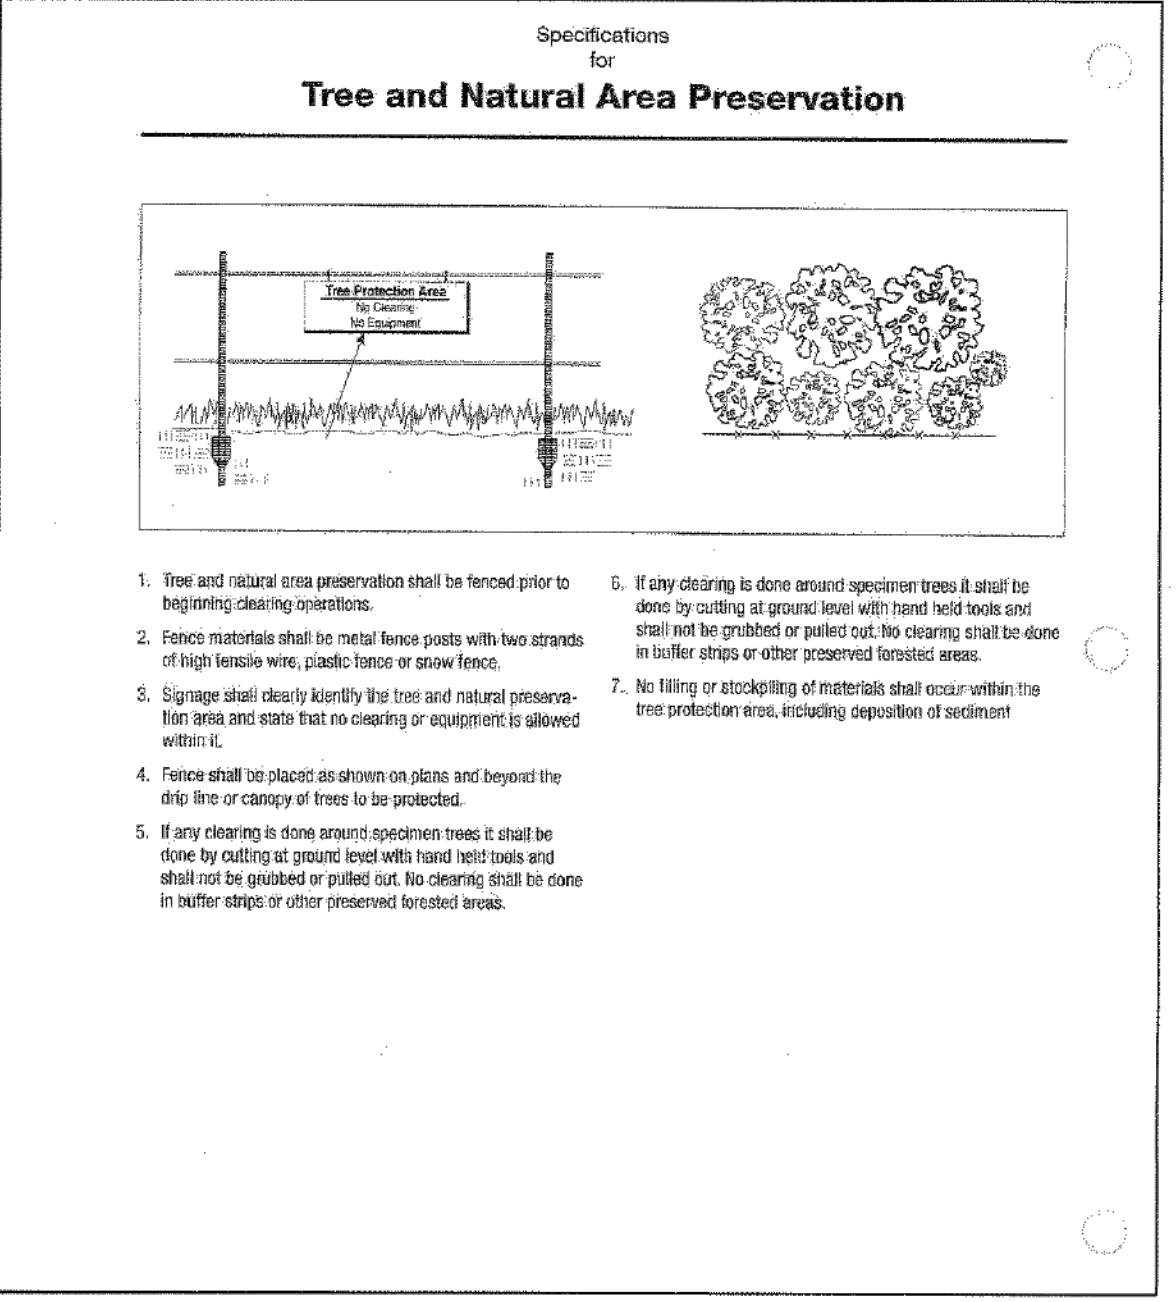 Specifications
for
Tree and Natural Area Preservation
Tree Protection Area
No Clearing
No Equipment
1. Tree and natural area preservation shall be fenced prior to
beginning clearing operations.
2. Fence materials shall be metal fence posts with two strands
of high tensile wire, plastic fence or snow fence.
3. Signage shall clearly identify the tree and natural preserva-
tion area and state that no clearing or equipment is allowed
within it.
4. Fence shall be placed as shown on plans and beyond the
drip line or canopy of trees to be protected.
5. If any clearing is done around specimen trees it shall be
done by cutting at ground level with hand held tools and
shall not be grubbed or pulled out. No clearing shall be done
in buffer strips or other preserved forested areas.
6. If any clearing is done around specimen trees it shall be
done by cutting at ground level with hand held tools and
shall not be grubbed or pulled out. No clearing shall be done
in buffer strips or other preserved forested areas.
7. No filling or stockpiling of materials shall occur within the
tree protection area, including deposition of sediment